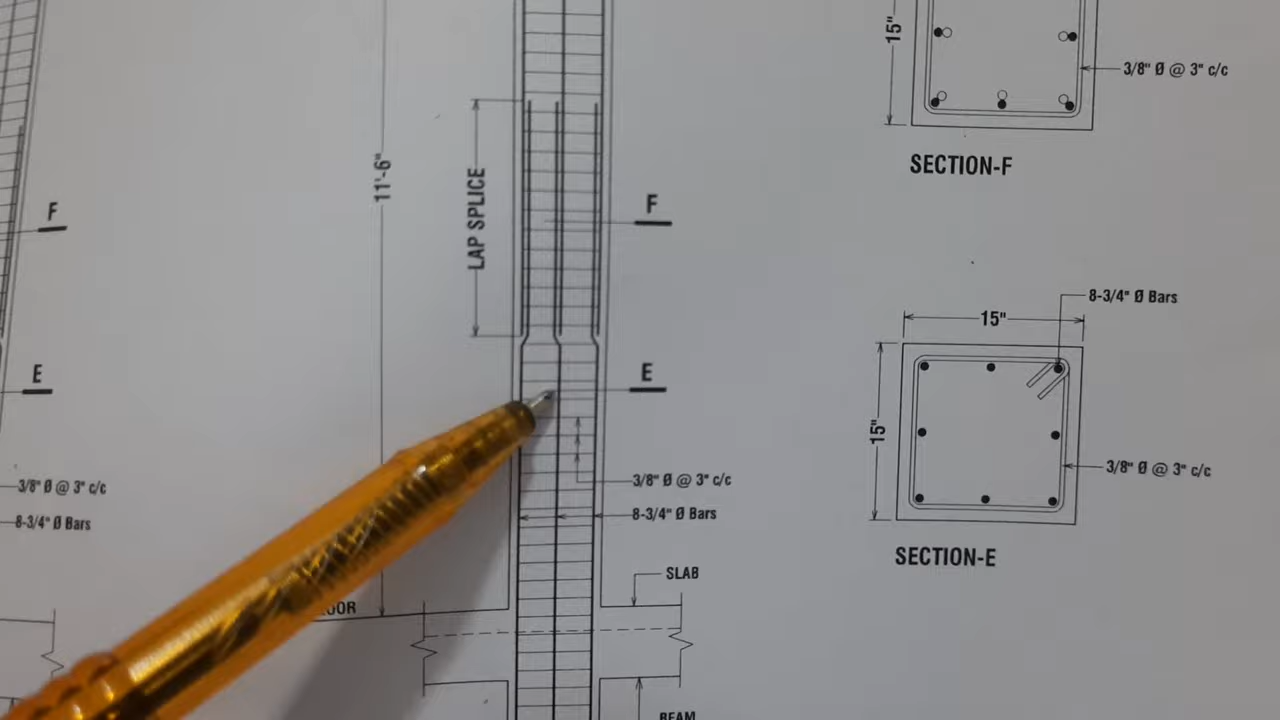 15"
3/8" Ø @ 3" c/c
SECTION-F
11'-6"
LAP SPLICE
F
F
E
E
8-3/4" Ø Bars
15"
15"
3/8" Ø @ 3" c/c
SECTION-E
3/8" Ø @ 3" c/c
8-3/4" Ø Bars
3/8" Ø @ 3" c/c
8-3/4" Ø Bars
SLAB
BEAM